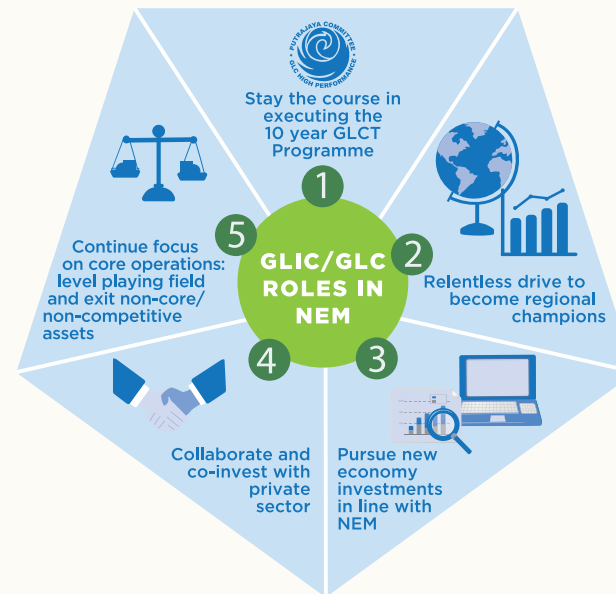 PUTRAJAYA COMMITTEE
GLC HIGH PERFORMANCE
Stay the course in
executing the
10 year GLCT
Programme
1
GLIC/GLC
ROLES IN
NEM
2
Relentless drive to
become regional
champions
3
Pursue new
economy
investments
in line with
NEM
4
Collaborate and
co-invest with
private
sector
5
Continue focus
on core operations:
level playing field
and exit non-core/
non-competitive
assets